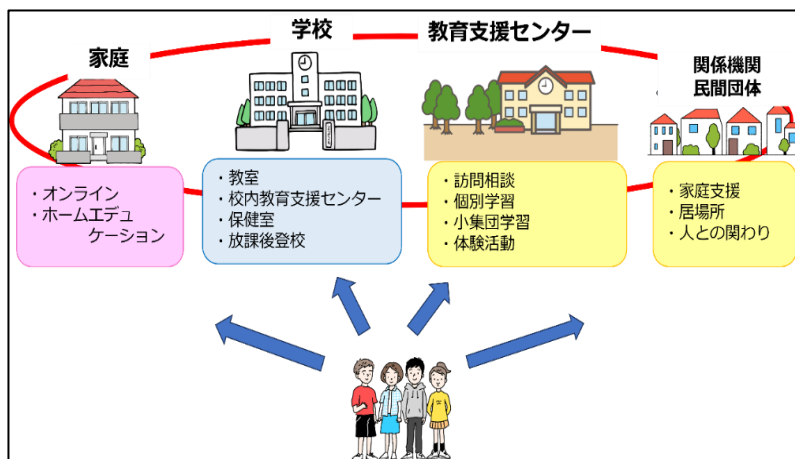 家庭
学校
教育支援センター
関係機関
民間団体
・オンライン
・ホームエデュ
ケーション
・教室
・校内教育支援センター
・保健室
・放課後登校
・訪問相談
・個別学習
・小集団学習
・体験活動
・家庭支援
・居場所
・人との関わり